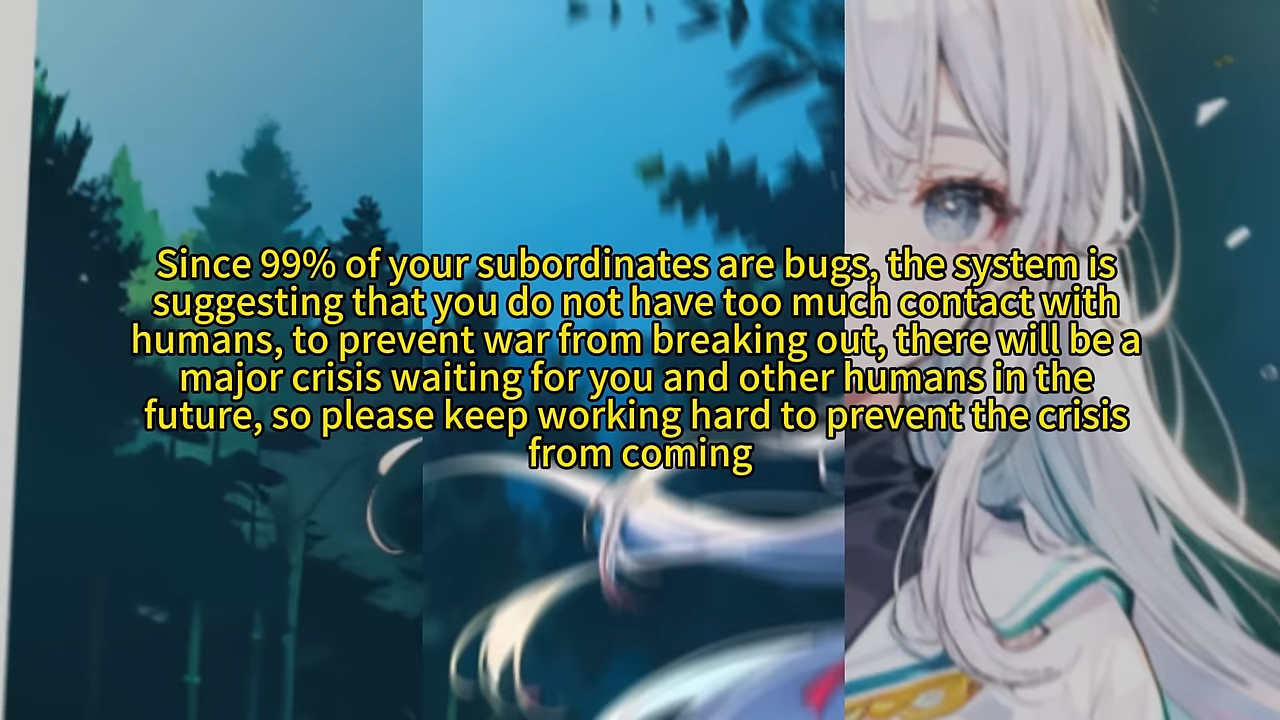 Since 99% of your subordinates are bugs, the system is
suggesting that you do not have too much contact with
humans, to prevent war from breaking out, there will be a
major crisis waiting for you and other humans in the
future, so please keep working hard to prevent the crisis
from coming